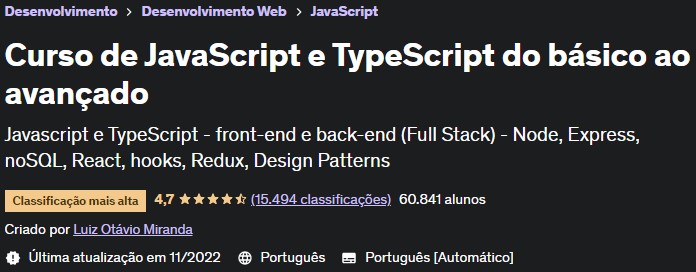 Desenvolvimento > Desenvolvimento Web > JavaScript
Curso de JavaScript e TypeScript do básico ao
avançado
Javascript e TypeScript - front-end e back-end (Full Stack) - Node, Express,
noSQL, React, hooks, Redux, Design Patterns
Classificação mais alta 4,7 (15.494 classificações) 60.841 alunos
Criado por Luiz Otávio Miranda
Última atualização em 11/2022 Português Português [Automático]